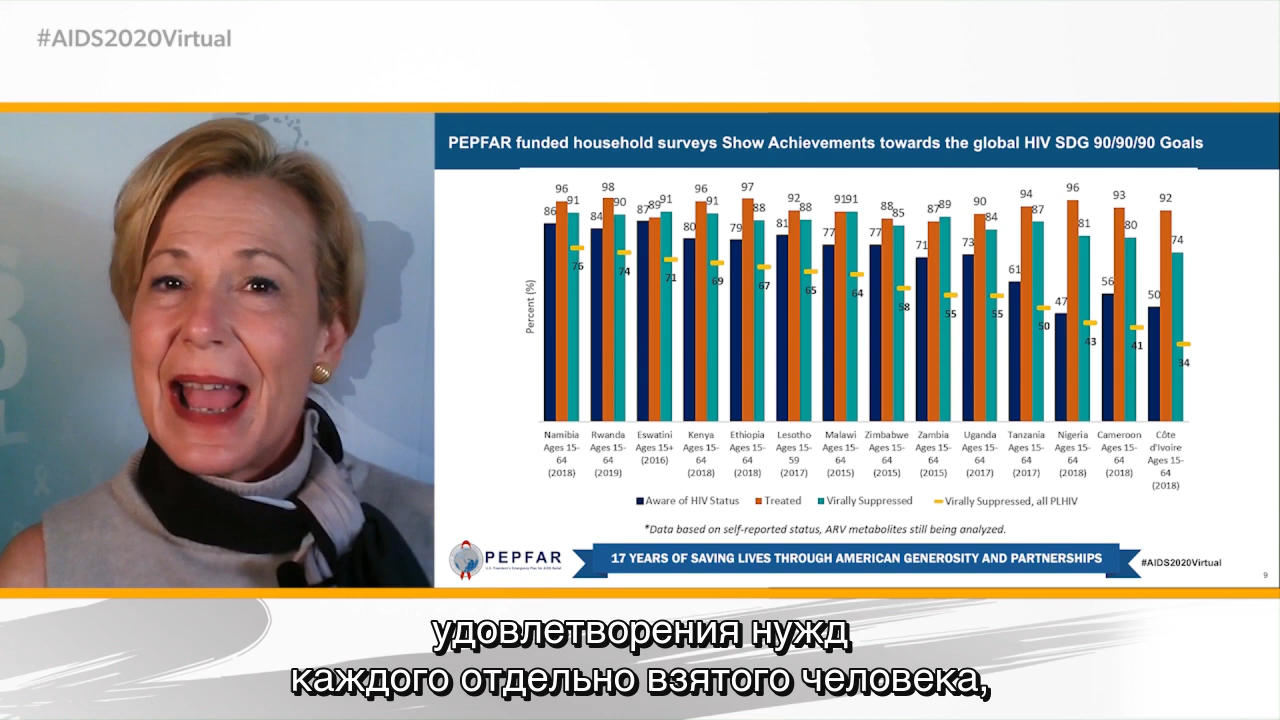 #AIDS2020Virtual
PEPFAR funded household surveys Show Achievements towards the global HIV SDG 90/90/90 Goals
Percent (%)
86 96 91 76
84 98 90 74
87 89 91 71
80 96 91 69
79 97 88 67
81 92 88 65
77 91 91 64
77 88 85 58
71 87 89 55
73 90 84 55
61 94 87 50
47 96 81 43
56 93 80 41
50 92 74 34
Namibia Ages 15-64 (2018)
Rwanda Ages 15-64 (2019)
Eswatini Ages 15+ (2016)
Kenya Ages 15-64 (2018)
Ethiopia Ages 15-64 (2018)
Lesotho Ages 15-59 (2017)
Malawi Ages 15-64 (2015)
Zimbabwe Ages 15-64 (2015)
Zambia Ages 15-64 (2015)
Uganda Ages 15-64 (2017)
Tanzania Ages 15-64 (2017)
Nigeria Ages 15-64 (2018)
Cameroon Ages 15-64 (2018)
Côte d'Ivoire Ages 15-64 (2018)
Aware of HIV Status Treated Virally Suppressed Virally Suppressed, all PLHIV
*Data based on self-reported status, ARV metabolites still being analyzed.
PEPFAR
U.S. President's Emergency Plan for AIDS Relief
17 YEARS OF SAVING LIVES THROUGH AMERICAN GENEROSITY AND PARTNERSHIPS
#AIDS2020Virtual
9
удовлетворения нужд
каждого отдельно взятого человека,